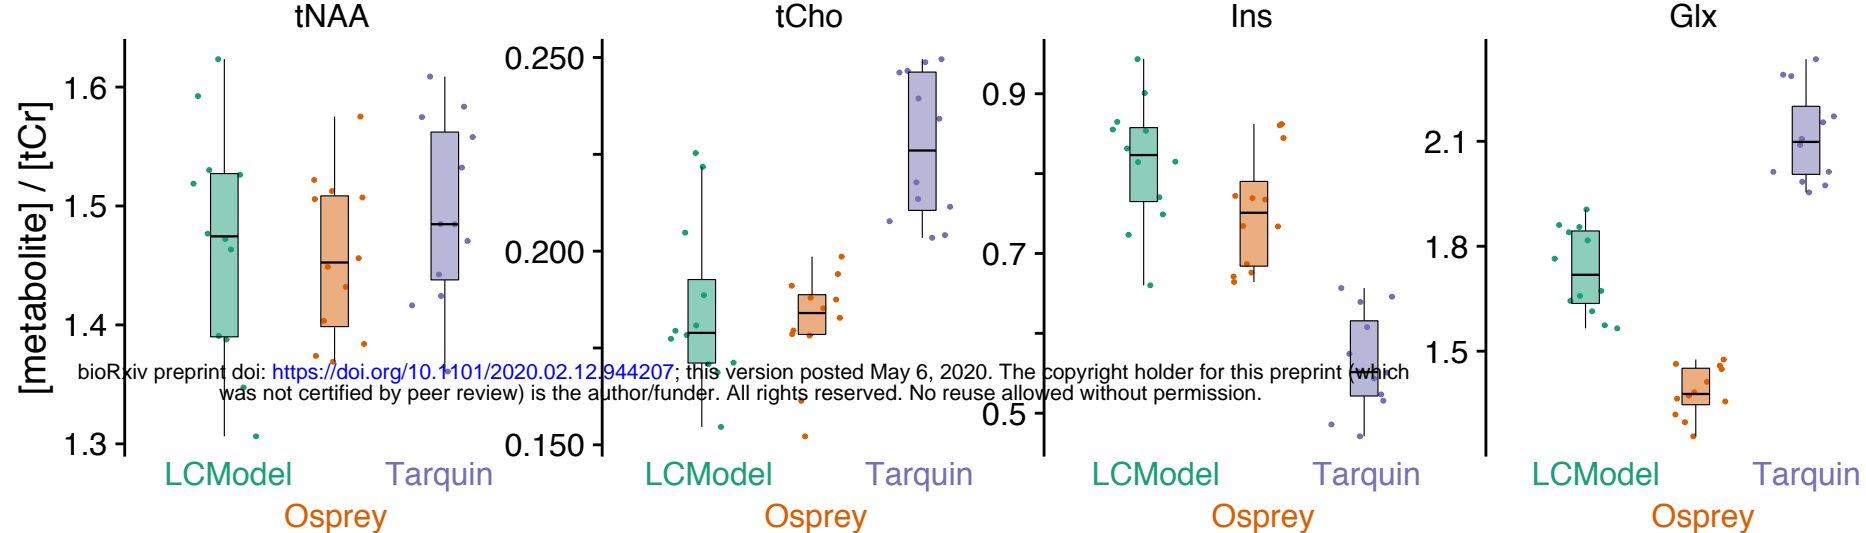 tNAA tCho Ins Glx
[metabolite] / [tCr]
1.6
1.5
1.4
1.3
0.250
0.200
0.150
0.9
0.7
0.5
2.1
1.8
1.5
bioRxiv preprint doi: https://doi.org/10.1101/2020.02.12.944207; this version posted May 6, 2020. The copyright holder for this preprint (which
was not certified by peer review) is the author/funder. All rights reserved. No reuse allowed without permission.
LCModel Tarquin LCModel Tarquin LCModel Tarquin LCModel Tarquin
Osprey Osprey Osprey Osprey